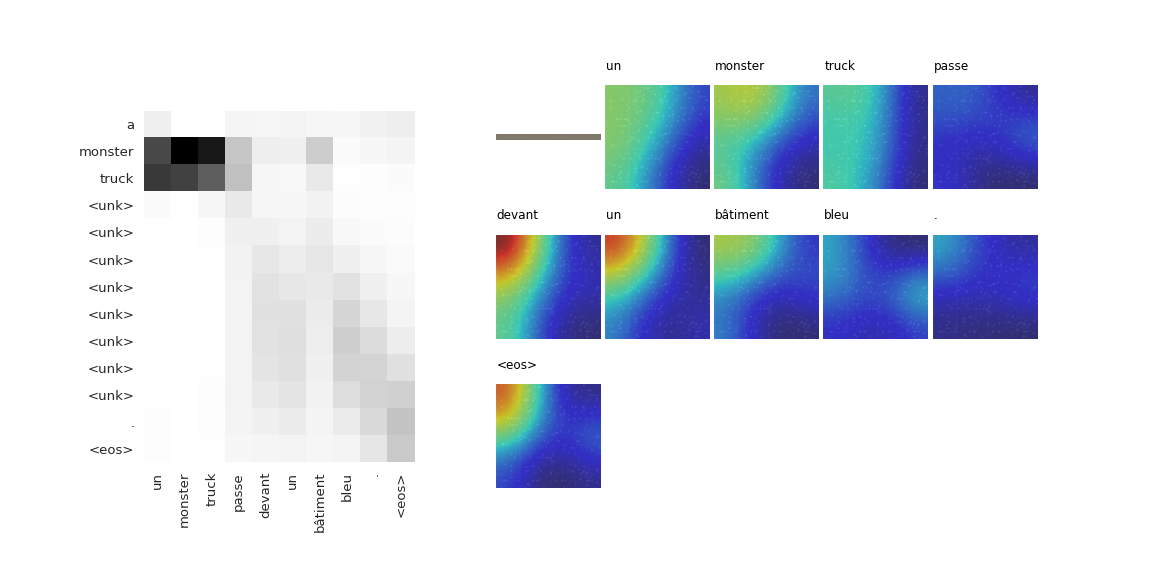 a
monster
truck
<unk>
<unk>
<unk>
<unk>
<unk>
<unk>
<unk>
<unk>
.
<eos>
un
monster
truck
passe
devant
un
bâtiment
bleu
.
<eos>
un
monster
truck
passe
devant
un
bâtiment
bleu
.
<eos>